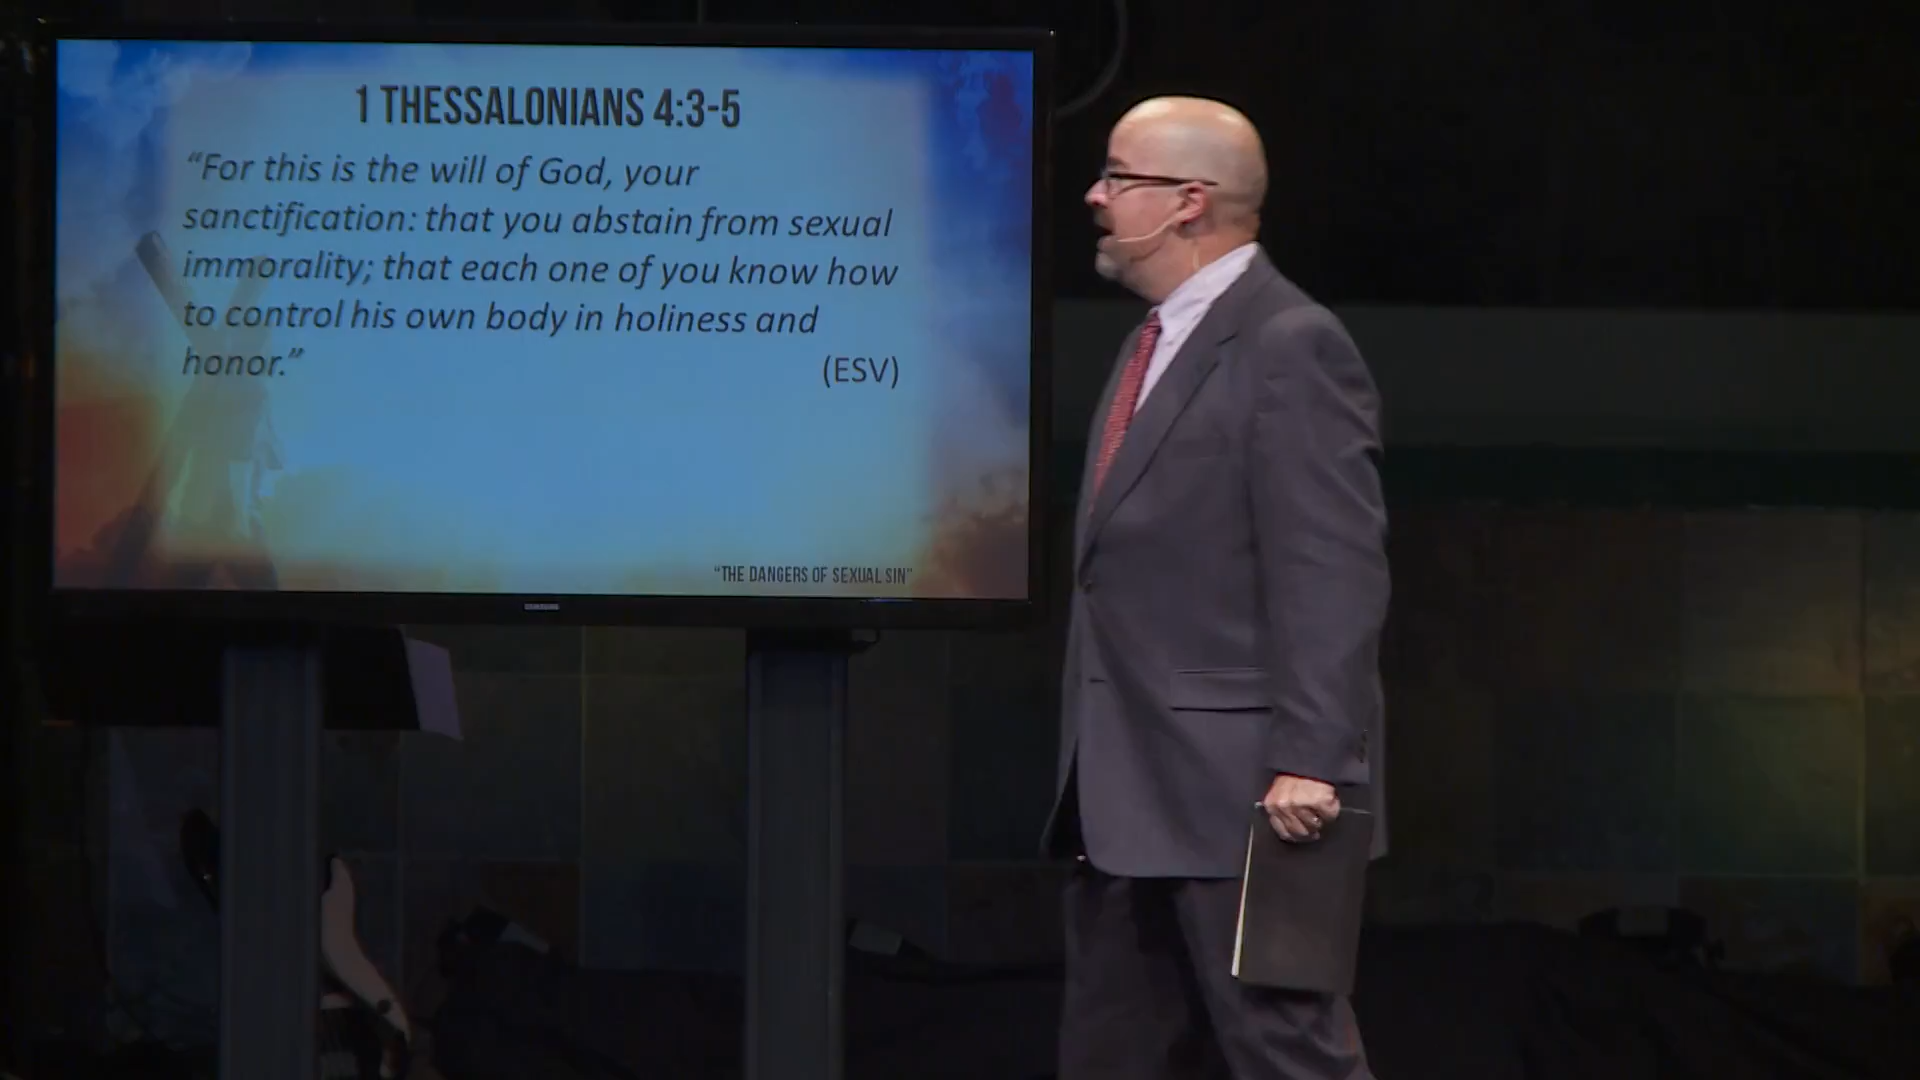 1 THESSALONIANS 4:3-5
“For this is the will of God, your
sanctification: that you abstain from sexual
immorality; that each one of you know how
to control his own body in holiness and
honor.” (ESV)
“THE DANGERS OF SEXUAL SIN”
SAMSUNG